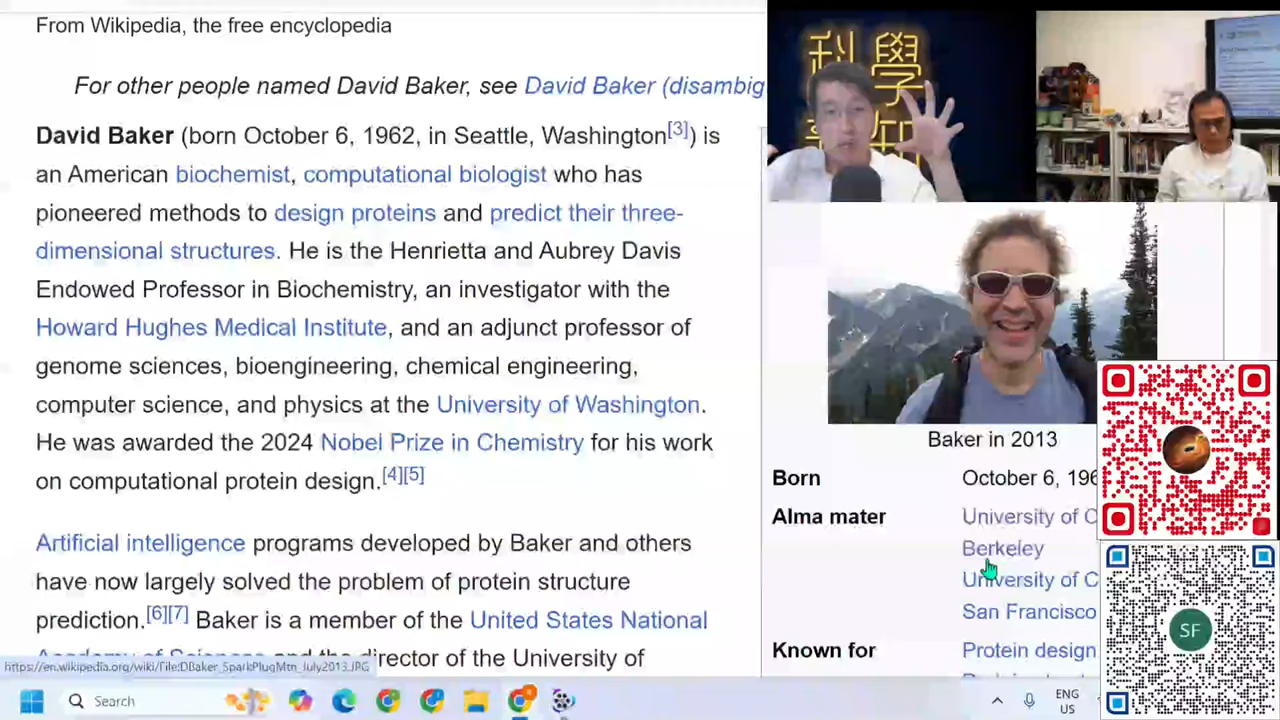 From Wikipedia, the free encyclopedia
For other people named David Baker, see David Baker (disambig
David Baker (born October 6, 1962, in Seattle, Washington[3]) is
an American biochemist, computational biologist who has
pioneered methods to design proteins and predict their three-
dimensional structures. He is the Henrietta and Aubrey Davis
Endowed Professor in Biochemistry, an investigator with the
Howard Hughes Medical Institute, and an adjunct professor of
genome sciences, bioengineering, chemical engineering,
computer science, and physics at the University of Washington.
He was awarded the 2024 Nobel Prize in Chemistry for his work
on computational protein design.[4][5]
Artificial intelligence programs developed by Baker and others
have now largely solved the problem of protein structure
prediction.[6][7] Baker is a member of the United States National
Academy of Sciences and the director of the University of
https://en.wikipedia.org/wiki/File:DBaker_SparkPlugMtn_July2013.JPG
科學
知
Baker in 2013
Born October 6, 196
Alma mater University of C
Berkeley
University of C
San Francisco
Known for Protein design
SF
Search
ENG
US